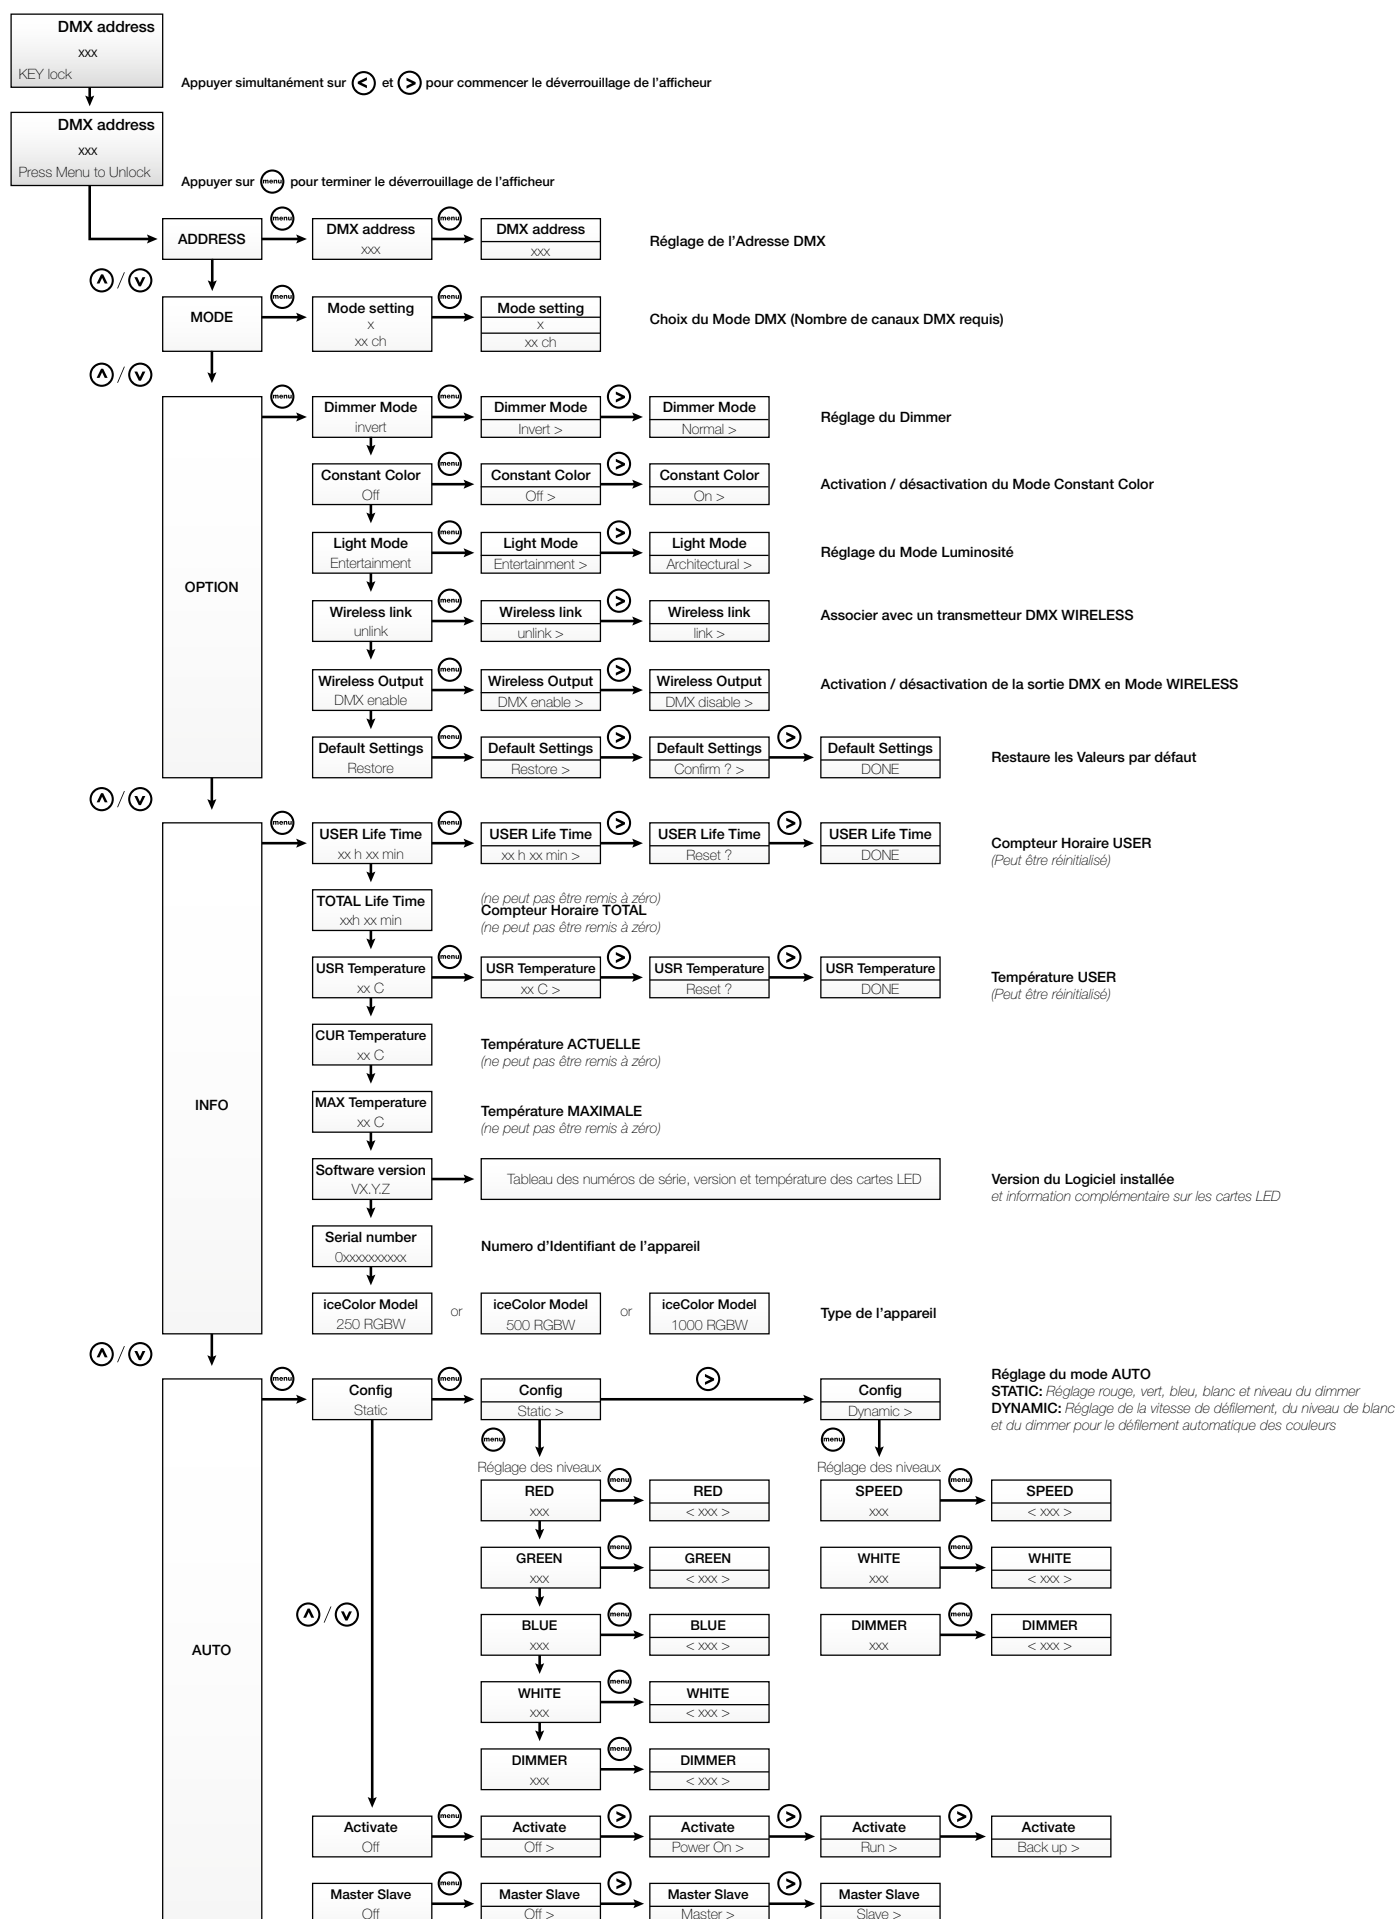 DMX address
xxx
KEY lock
Appuyer simultanément sur < et > pour commencer le déverrouillage de l'afficheur
DMX address
xxx
Press Menu to Unlock
Appuyer sur menu pour terminer le déverrouillage de l'afficheur
menu menu
ADDRESS DMX address DMX address Réglage de l'Adresse DMX
xxx xxx
∧ / ∨ menu menu
MODE Mode setting Mode setting Choix du Mode DMX (Nombre de canaux DMX requis)
x x
xx ch xx ch
∧ / ∨ menu menu >
Dimmer Mode Dimmer Mode Dimmer Mode Réglage du Dimmer
invert Invert > Normal >
menu >
Constant Color Constant Color Constant Color Activation / désactivation du Mode Constant Color
Off Off > On >
menu >
Light Mode Light Mode Light Mode Réglage du Mode Luminosité
Entertainment Entertainment > Architectural >
OPTION
menu >
Wireless link Wireless link Wireless link Associer avec un transmetteur DMX WIRELESS
unlink unlink > link >
menu >
Wireless Output Wireless Output Wireless Output Activation / désactivation de la sortie DMX en Mode WIRELESS
DMX enable DMX enable > DMX disable >
menu > >
Default Settings Default Settings Default Settings Default Settings Restaure les Valeurs par défaut
Restore Restore > Confirm ? > DONE
∧ / ∨ menu menu > >
USER Life Time USER Life Time USER Life Time USER Life Time Compteur Horaire USER
xx h xx min xx h xx min > Reset ? DONE (Peut être réinitialisé)
(ne peut pas être remis à zéro)
TOTAL Life Time Compteur Horaire TOTAL
xxh xx min (ne peut pas être remis à zéro)
menu > >
USR Temperature USR Temperature USR Temperature USR Temperature Température USER
xx C xx C > Reset ? DONE (Peut être réinitialisé)
CUR Temperature Température ACTUELLE
xx C (ne peut pas être remis à zéro)
INFO
MAX Temperature Température MAXIMALE
xx C (ne peut pas être remis à zéro)
Software version Tableau des numéros de série, version et température des cartes LED Version du Logiciel installée
VX.Y.Z et information complémentaire sur les cartes LED
Serial number Numero d'Identifiant de l'appareil
0xxxxxxxxxx
iceColor Model or iceColor Model or iceColor Model Type de l'appareil
250 RGBW 500 RGBW 1000 RGBW
∧ / ∨ menu menu >
Réglage du mode AUTO
Config Config Config STATIC: Réglage rouge, vert, bleu, blanc et niveau du dimmer
Static Static > Dynamic > DYNAMIC: Réglage de la vitesse de défilement, du niveau de blanc
et du dimmer pour le défilement automatique des couleurs
menu menu
Réglage des niveaux Réglage des niveaux
menu menu
RED RED SPEED SPEED
xxx < xxx > xxx < xxx >
menu menu
GREEN GREEN WHITE WHITE
xxx < xxx > xxx < xxx >
∧ / ∨ menu menu
BLUE BLUE DIMMER DIMMER
xxx < xxx > xxx < xxx >
AUTO
menu
WHITE WHITE
xxx < xxx >
menu
DIMMER DIMMER
xxx < xxx >
menu > > >
Activate Activate Activate Activate Activate
Off Off > Power On > Run > Back up >
menu > >
Master Slave Master Slave Master Slave Master Slave
Off Off > Master > Slave >